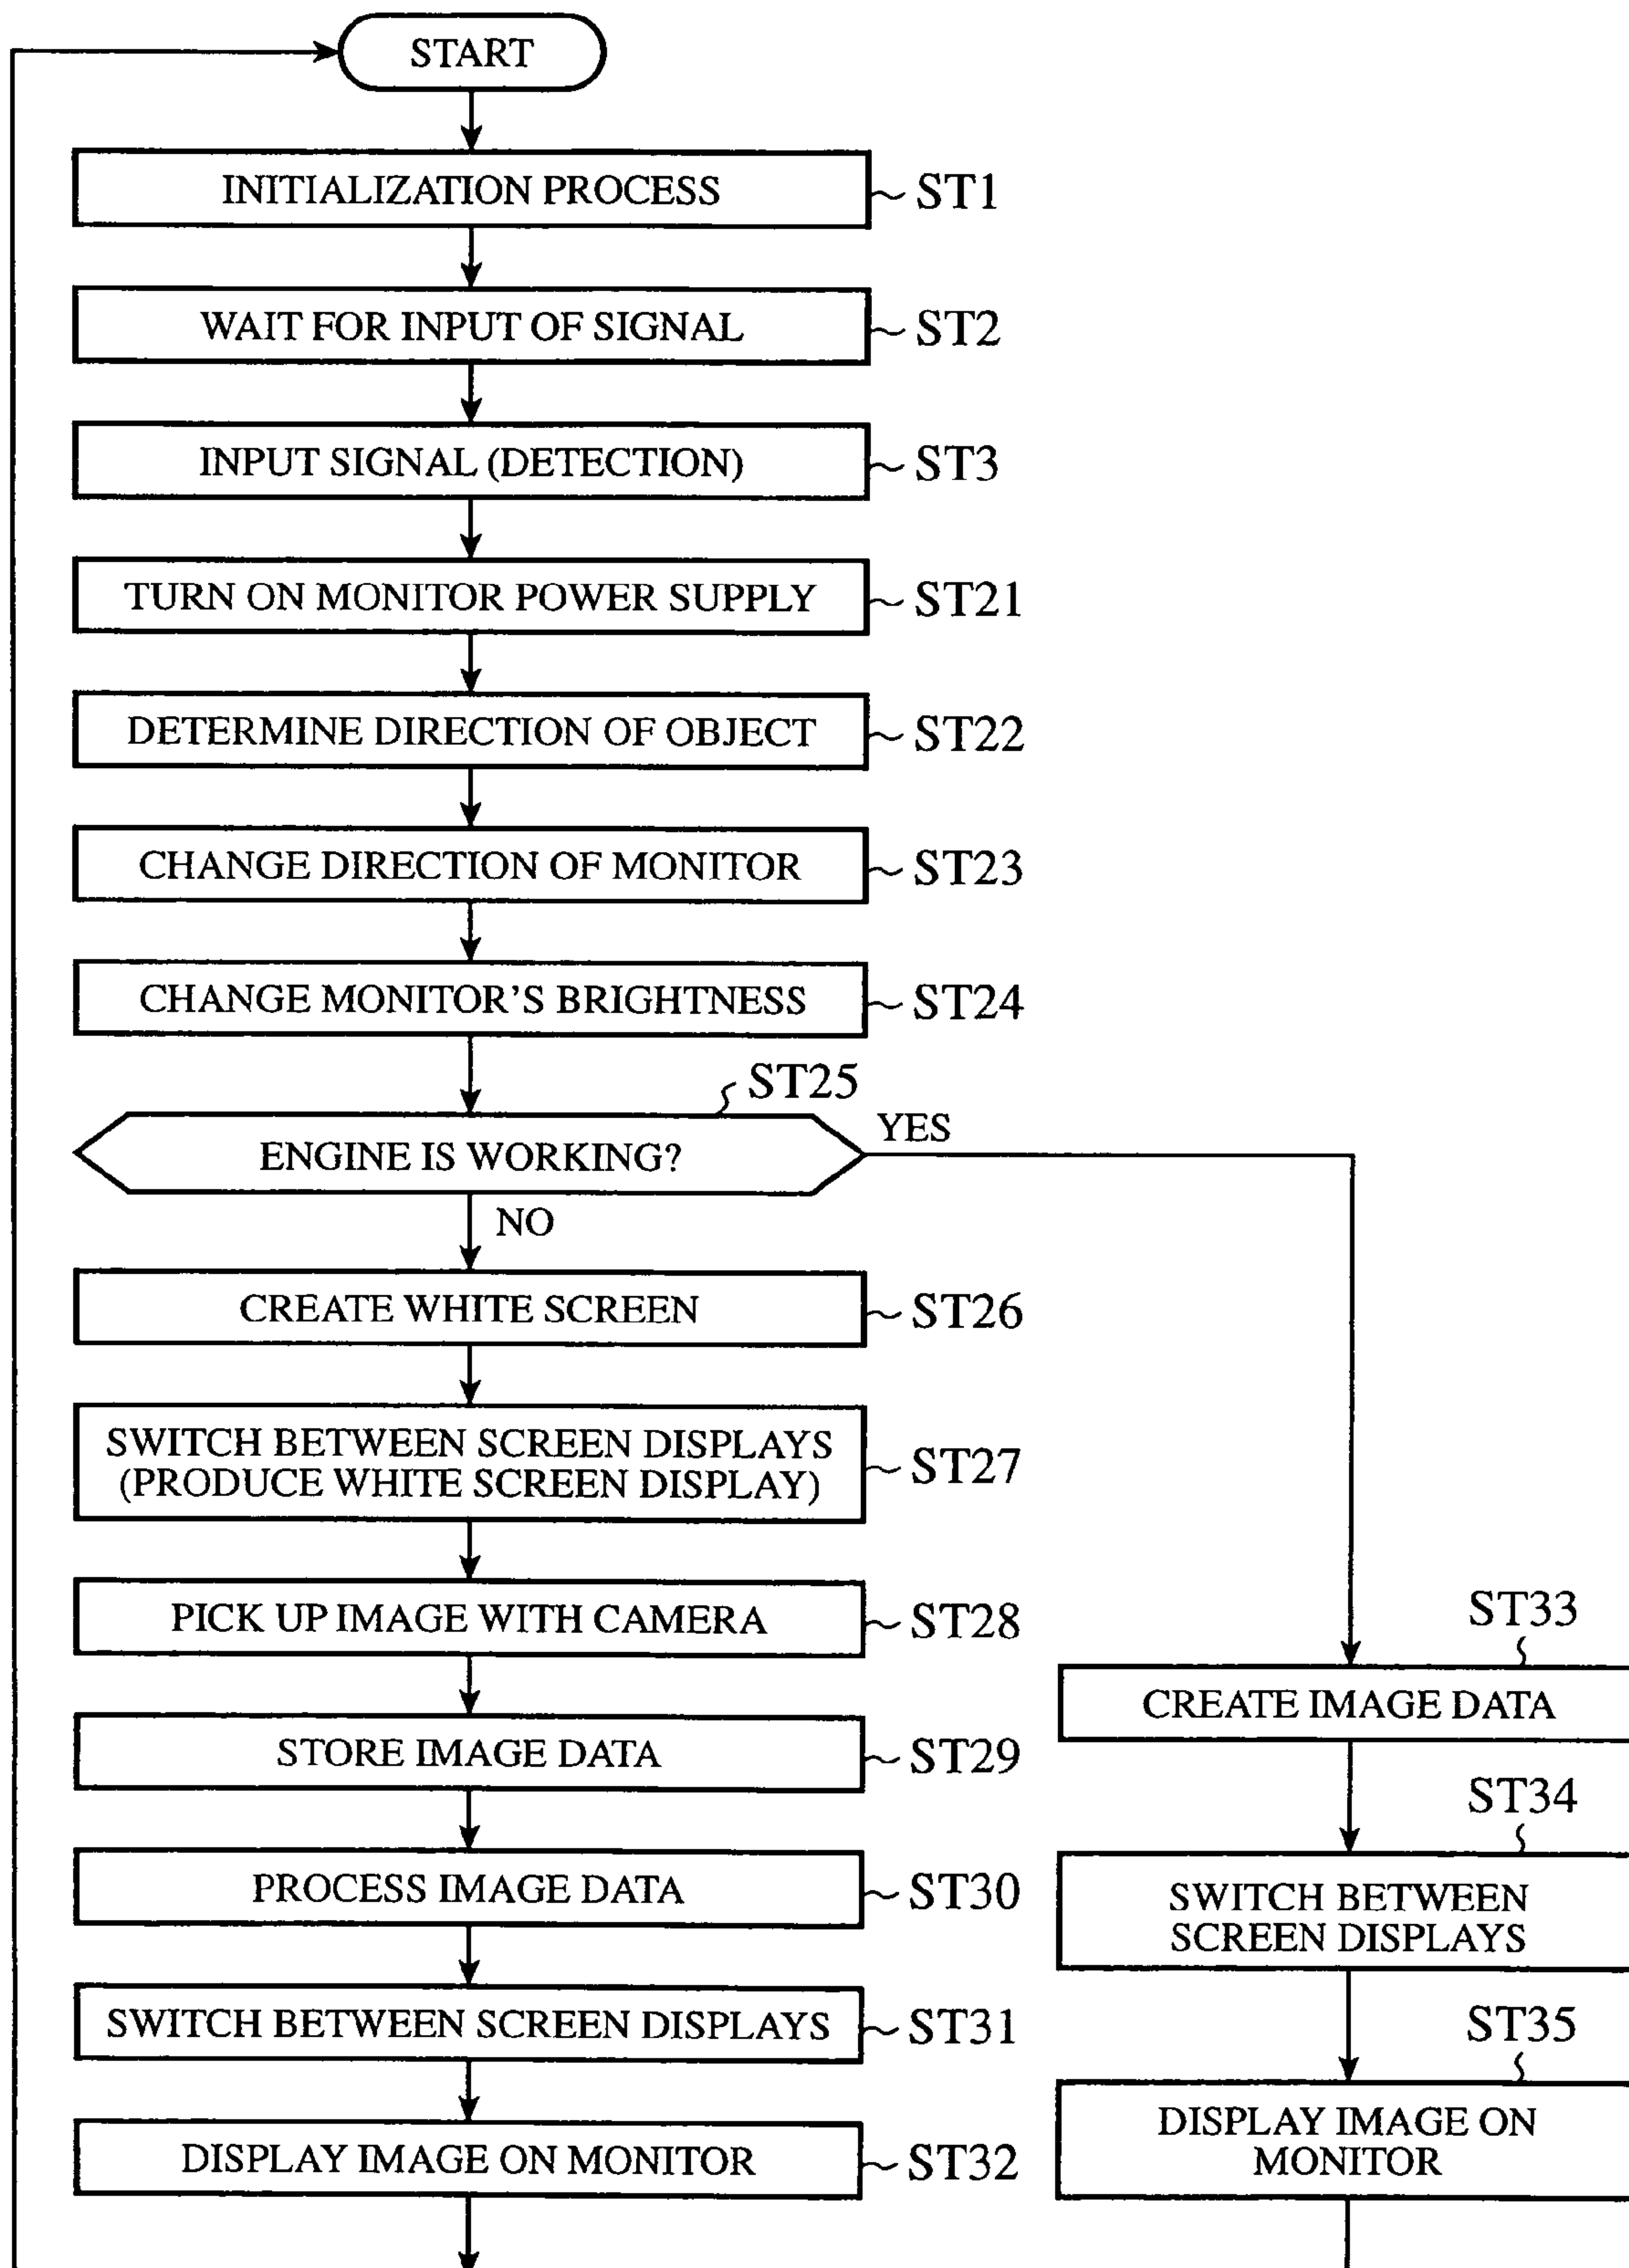 START
INITIALIZATION PROCESS
ST1
WAIT FOR INPUT OF SIGNAL
ST2
INPUT SIGNAL (DETECTION)
ST3
TURN ON MONITOR POWER SUPPLY
ST21
DETERMINE DIRECTION OF OBJECT
ST22
CHANGE DIRECTION OF MONITOR
ST23
CHANGE MONITOR'S BRIGHTNESS
ST24
ST25
ENGINE IS WORKING?
YES
NO
CREATE WHITE SCREEN
ST26
SWITCH BETWEEN SCREEN DISPLAYS
(PRODUCE WHITE SCREEN DISPLAY)
ST27
PICK UP IMAGE WITH CAMERA
ST28
STORE IMAGE DATA
ST29
PROCESS IMAGE DATA
ST30
SWITCH BETWEEN SCREEN DISPLAYS
ST31
DISPLAY IMAGE ON MONITOR
ST32
ST33
CREATE IMAGE DATA
ST34
SWITCH BETWEEN
SCREEN DISPLAYS
ST35
DISPLAY IMAGE ON
MONITOR